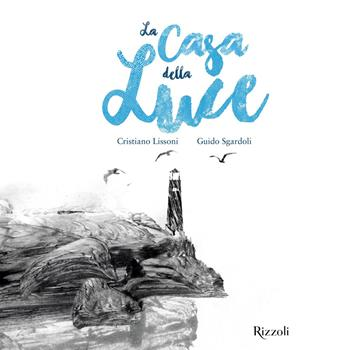 La Casa
della
Luce
Cristiano Lissoni Guido Sgardoli
Rizzoli